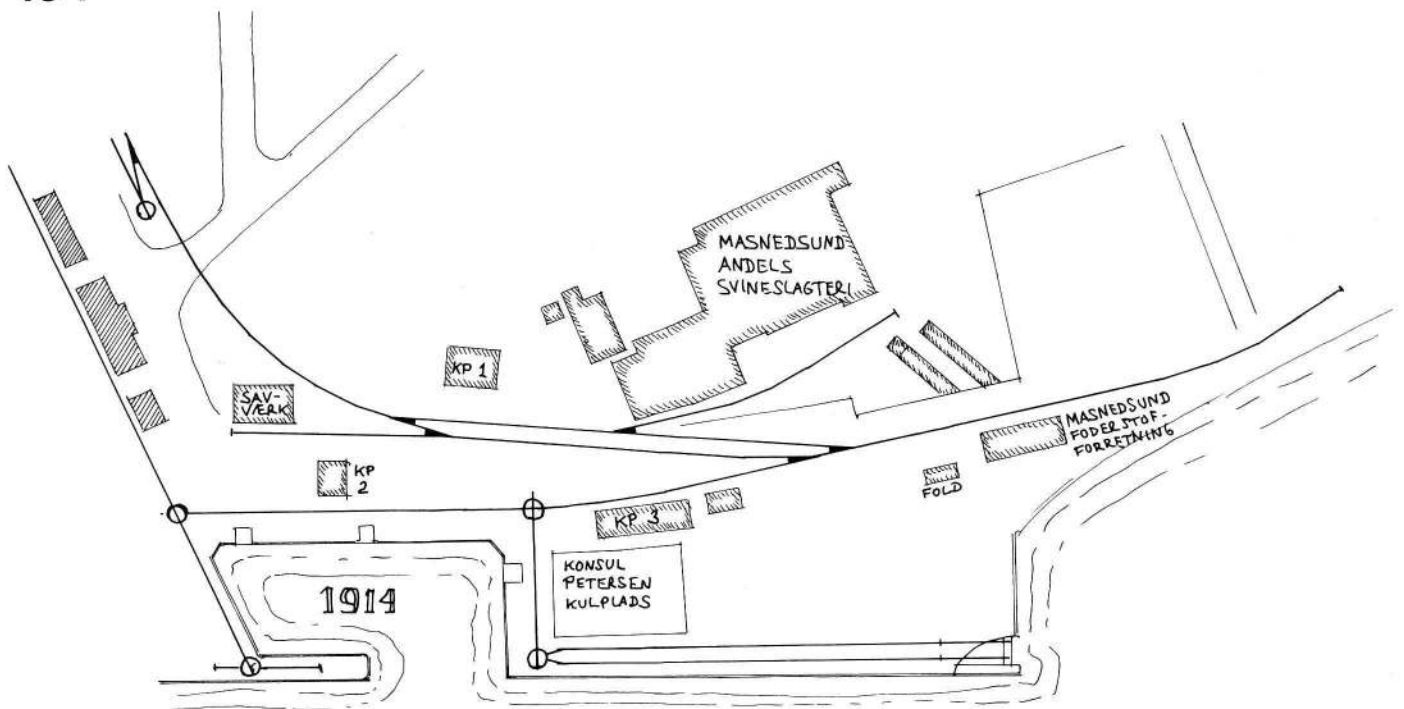 MASNEDSUND
ANDELS
SVINESLAGTERI
KP 1
SAV-
VÆRK
KP
2
MASNEDSUND
FODERSTOF-
FORRETNING
FOLD
KP 3
KONSUL
PETERSEN
KULPLADS
1914